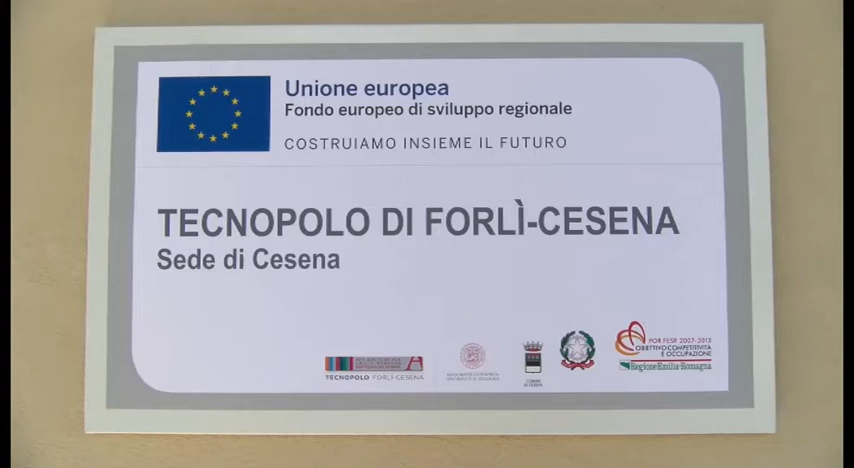 Unione europea
Fondo europeo di sviluppo regionale
COSTRUIAMO INSIEME IL FUTURO
TECNOPOLO DI FORLÌ-CESENA
Sede di Cesena
TECNOPOLO FORLÌ-CESENA
POR FESR 2007-2013
OBIETTIVO COMPETITIVITÀ
E OCCUPAZIONE
RegioneEmilia-Romagna